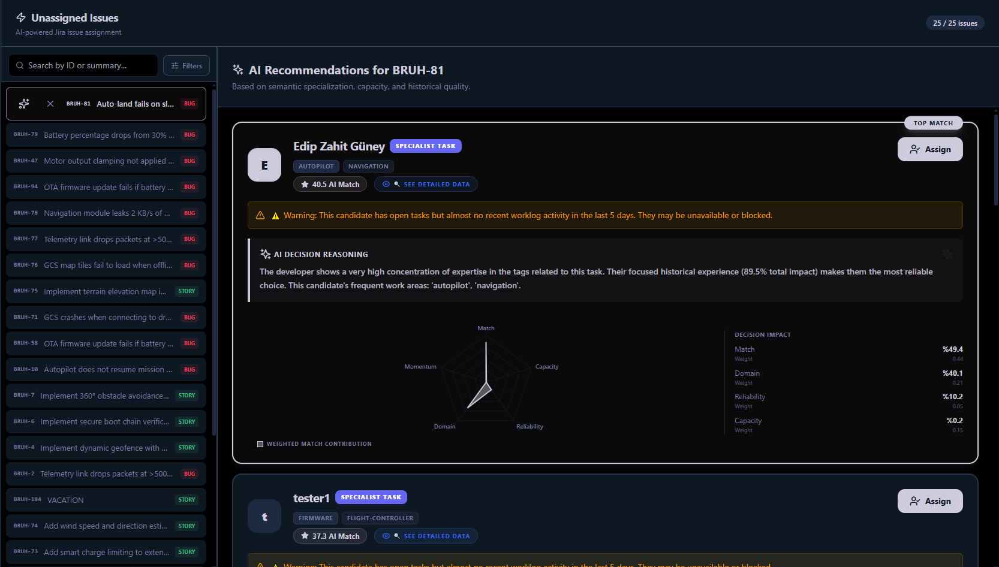 Unassigned Issues
AI-powered Jira issue assignment
25 / 25 issues
Search by ID or summary...
Filters
BRUH-81 Auto-land fails on sl... BUG
BRUH-79 Battery percentage drops from 30% ... BUG
BRUH-47 Motor output clamping not applied ... BUG
BRUH-94 OTA firmware update fails if battery ... BUG
BRUH-78 Navigation module leaks 2 KB/s of ... BUG
BRUH-77 Telemetry link drops packets at >50... BUG
BRUH-76 GCS map tiles fail to load when offli... BUG
BRUH-75 Implement terrain elevation map i... STORY
BRUH-71 GCS crashes when connecting to dr... BUG
BRUH-58 OTA firmware update fails if battery ... BUG
BRUH-10 Autopilot does not resume mission ... BUG
BRUH-7 Implement 360° obstacle avoidance... STORY
BRUH-6 Implement secure boot chain verific... STORY
BRUH-4 Implement dynamic geofence with ... STORY
BRUH-2 Telemetry link drops packets at >500... BUG
BRUH-184 VACATION STORY
BRUH-74 Add wind speed and direction esti... STORY
BRUH-73 Add smart charge limiting to exten... STORY
AI Recommendations for BRUH-81
Based on semantic specialization, capacity, and historical quality.
TOP MATCH
E
Edip Zahit Güney SPECIALIST TASK
Assign
AUTOPILOT NAVIGATION
40.5 AI Match SEE DETAILED DATA
Warning: This candidate has open tasks but almost no recent worklog activity in the last 5 days. They may be unavailable or blocked.
AI DECISION REASONING
The developer shows a very high concentration of expertise in the tags related to this task. Their focused historical experience (89.5% total impact) makes them the most reliable
choice. This candidate's frequent work areas: 'autopilot', 'navigation'.
Match
Momentum
Capacity
Domain
Reliability
WEIGHTED MATCH CONTRIBUTION
DECISION IMPACT
Match %49.4
Weight 0.44
Domain %40.1
Weight 0.21
Reliability %10.2
Weight 0.05
Capacity %0.2
Weight 0.15
t
tester1 SPECIALIST TASK
Assign
FIRMWARE FLIGHT-CONTROLLER
37.3 AI Match SEE DETAILED DATA
Warning: This candidate has open tasks but almost no recent worklog activity in the last 5 days. They may be unavailable or blocked.